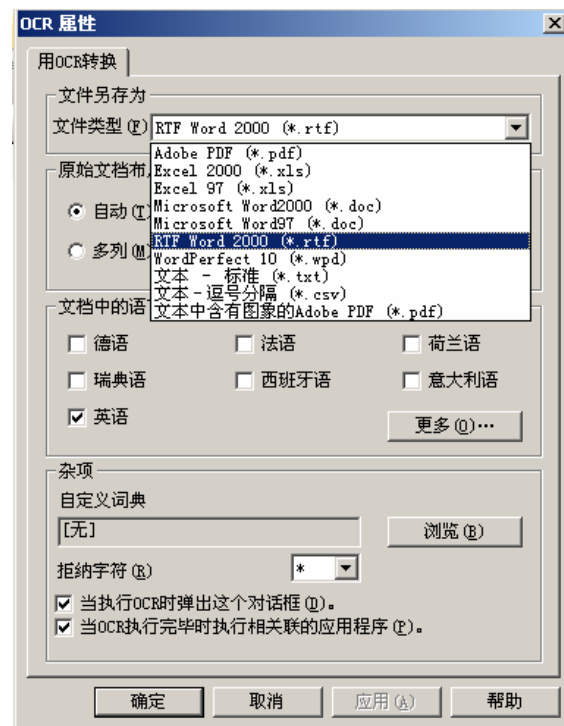 OCR 属性
用OCR转换
文件另存为
文件类型(F) RTF Word 2000 (*.rtf)
Adobe PDF (*.pdf)
原始文档布
Excel 2000 (*.xls)
Excel 97 (*.xls)
自动(T)
Microsoft Word2000 (*.doc)
Microsoft Word97 (*.doc)
RTF Word 2000 (*.rtf)
多列(M)
WordPerfect 10 (*.wpd)
文本 - 标准 (*.txt)
文本-逗号分隔 (*.csv)
文档中的语
文本中含有图象的Adobe PDF (*.pdf)
德语 法语 荷兰语
瑞典语 西班牙语 意大利语
英语 更多(O)...
杂项
自定义词典
[无] 浏览(B)
拒纳字符(R) *
当执行OCR时弹出这个对话框(D)。
当OCR执行完毕时执行相关联的应用程序(P)。
确定 取消 应用(A) 帮助